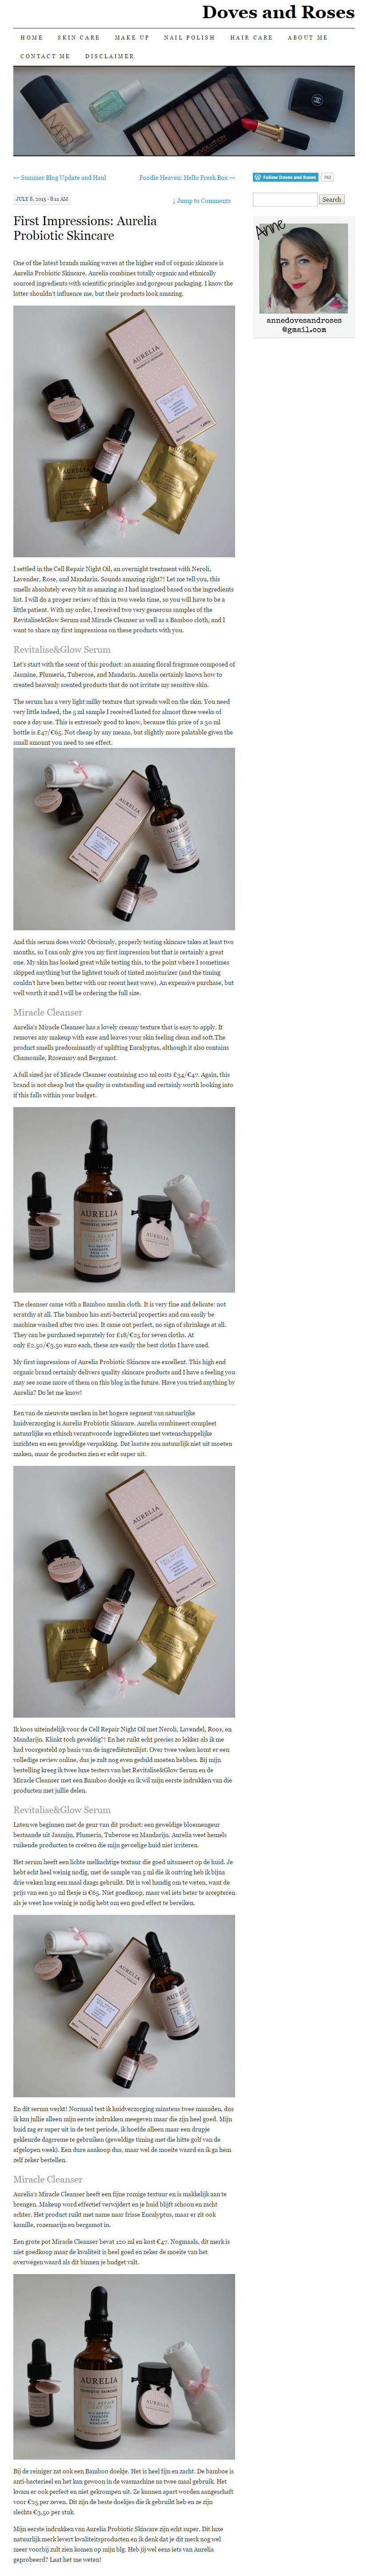 Doves and Roses
HOME SKIN CARE MAKE UP NAIL POLISH HAIR CARE ABOUT ME
CONTACT ME DISCLAIMER
← Summer Blog Update and Haul Foodie Heaven: Hello Fresh Box →
Follow Doves and Roses 762
JULY 8, 2015 · 8:11 AM
↓ Jump to Comments
Search
First Impressions: Aurelia
Probiotic Skincare
Anne
annedovesandroses
@gmail.com
One of the latest brands making waves at the higher end of organic skincare is
Aurelia Probiotic Skincare. Aurelia combines totally organic and ethnically
sourced ingredients with scientific principles and gorgeous packaging. I know the
latter shouldn't influence me, but their products look amazing.
AURELIA
I settled in the Cell Repair Night Oil, an overnight treatment with Neroli,
Lavender, Rose, and Mandarin. Sounds amazing right?! Let me tell you, this
smells absolutely every bit as amazing as I had imagined based on the ingredients
list. I will do a proper review of this in two weeks time, so you will have to be a
little patient. With my order, I received two very generous samples of the
Revitalise&Glow Serum and Miracle Cleanser as well as a Bamboo cloth, and I
want to share my first impressions on these products with you.
Revitalise&Glow Serum
Let's start with the scent of this product: an amazing floral fragrance composed of
Jasmine, Plumeria, Tuberose, and Mandarin. Aurelia certainly knows how to
created heavenly scented products that do not irritate my sensitive skin.
The serum has a very light milky texture that spreads well on the skin. You need
very little indeed, the 5 ml sample I received lasted for almost three weeks of
once a day use. This is extremely good to know, because this price of a 30 ml
bottle is £47/€65. Not cheap by any means, but slightly more palatable given the
small amount you need to see effect.
AURELIA
And this serum does work! Obviously, properly testing skincare takes at least two
months, so I can only give you my first impression but that is certainly a great
one. My skin has looked great while testing this, to the point where I sometimes
skipped anything but the lightest touch of tinted moisturizer (and the timing
couldn't have been better with our recent heat wave). An expensive purchase, but
well worth it and I will be ordering the full size.
Miracle Cleanser
Aurelia's Miracle Cleanser has a lovely creamy texture that is easy to apply. It
removes any makeup with ease and leaves your skin feeling clean and soft.The
product smells predominantly of uplifting Eucalyptus, although it also contains
Chamomile, Rosemary and Bergamot.
A full sized jar of Miracle Cleanser containing 120 ml costs £34/€47. Again, this
brand is not cheap but the quality is outstanding and certainly worth looking into
if this falls within your budget.
AURELIA
The cleanser came with a Bamboo muslin cloth. It is very fine and delicate: not
scratchy at all. The bamboo has anti-bacterial properties and can easily be
machine washed after two uses. It came out perfect, no sign of shrinkage at all.
They can be purchased separately for £18/€25 for seven cloths. At
only £2.50/€3,50 euro each, these are easily the best cloths I have used.
My first impressions of Aurelia Probiotic Skincare are excellent. This high end
organic brand certainly delivers quality skincare products and I have a feeling you
may see some more of them on this blog in the future. Have you tried anything by
Aurelia? Do let me know!
Een van de nieuwste merken in het hogere segment van natuurlijke
huidverzorging is Aurelia Probiotic Skincare. Aurelia combineert compleet
natuurlijke en ethisch verantwoorde ingrediënten met wetenschappelijke
inzichten en een geweldige verpakking. Dat laatste zou natuurlijk niet uit moeten
maken, maar de producten zien er echt super uit.
AURELIA
Ik koos uiteindelijk voor de Cell Repair Night Oil met Neroli, Lavendel, Roos, en
Mandarijn. Klinkt toch geweldig?! En het ruikt echt precies zo lekker als ik me
had voorgesteld op basis van de ingrediëntenlijst. Over twee weken komt er een
volledige review online, dus je zult nog even geduld moeten hebben. Bij mijn
bestelling kreeg ik twee luxe testers van het Revitalise&Glow Serum en de
Miracle Cleanser met een Bamboo doekje en ik wil mijn eerste indrukken van die
producten met jullie delen.
Revitalise&Glow Serum
Laten we beginnen met de geur van dit product: een geweldige bloemengeur
bestaande uit Jasmijn, Plumeria, Tuberose en Mandarijn. Aurelia weet hemels
ruikende producten te creëren die mijn gevoelige huid niet irriteren.
Het serum heeft een lichte melkachtige textuur die goed uitsmeert op de huid. Je
hebt echt heel weinig nodig, met de sample van 5 ml die ik ontving heb ik bijna
drie weken lang een maal daags gebruikt. Dit is wel handig om te weten, want de
prijs van een 30 ml flesje is €65. Niet goedkoop, maar wel iets beter te accepteren
als je weet hoe weinig je nodig hebt om een goed effect te bereiken.
AURELIA
En dit serum werkt! Normaal test ik huidverzorging minstens twee maanden, dus
ik kan jullie alleen mijn eerste indrukken meegeven maar die zijn heel goed. Mijn
huid zag er super uit in de teste periode, ik hoefde alleen maar een drupje
gekleurde dagcreme te gebruiken (geweldige timing met die hitte golf van de
afgelopen week). Een dure aankoop dus, maar wel de moeite waard en ik ga hem
zelf zeker bestellen.
Miracle Cleanser
Aurelia's Miracle Cleanser heeft een fijne romige textuur en is makkelijk aan te
brengen. Makeup word effectief verwijdert en je huid blijft schoon en zacht
achter. Het product ruikt met name naar frisse Eucalyptus, maar er zit ook
kamille, rozemarijn en bergamot in.
Een grote pot Miracle Cleanser bevat 120 ml en kost €47. Nogmaals, dit merk is
niet goedkoop maar de kwaliteit is heel goed en zeker de moeite van het
overwegen waard als dit binnen je budget valt.
AURELIA
Bij de reiniger zat ook een Bamboo doekje. Het is heel fijn en zacht. De bamboe is
anti-bacterieel en het kan gewoon in de wasmachine na twee maal gebruik. Het
kwam er ook perfect en niet gekrompen uit. Ze kunnen apart worden aangeschaft
voor €25 per zeven. Dit zijn de beste doekjes die ik gebruikt heb en ze zijn
slechts €3,50 per stuk.
Mijn eerste indrukken van Aurelia Probiotic Skincare zijn echt super. Dit luxe
natuurlijk merk levert kwaliteitsproducten en ik denk dat je dit merk nog wel
meer voorbij zult zien komen op mijn blg. Heb jij wel eens iets van Aurelia
geprobeerd? Laat het me weten!